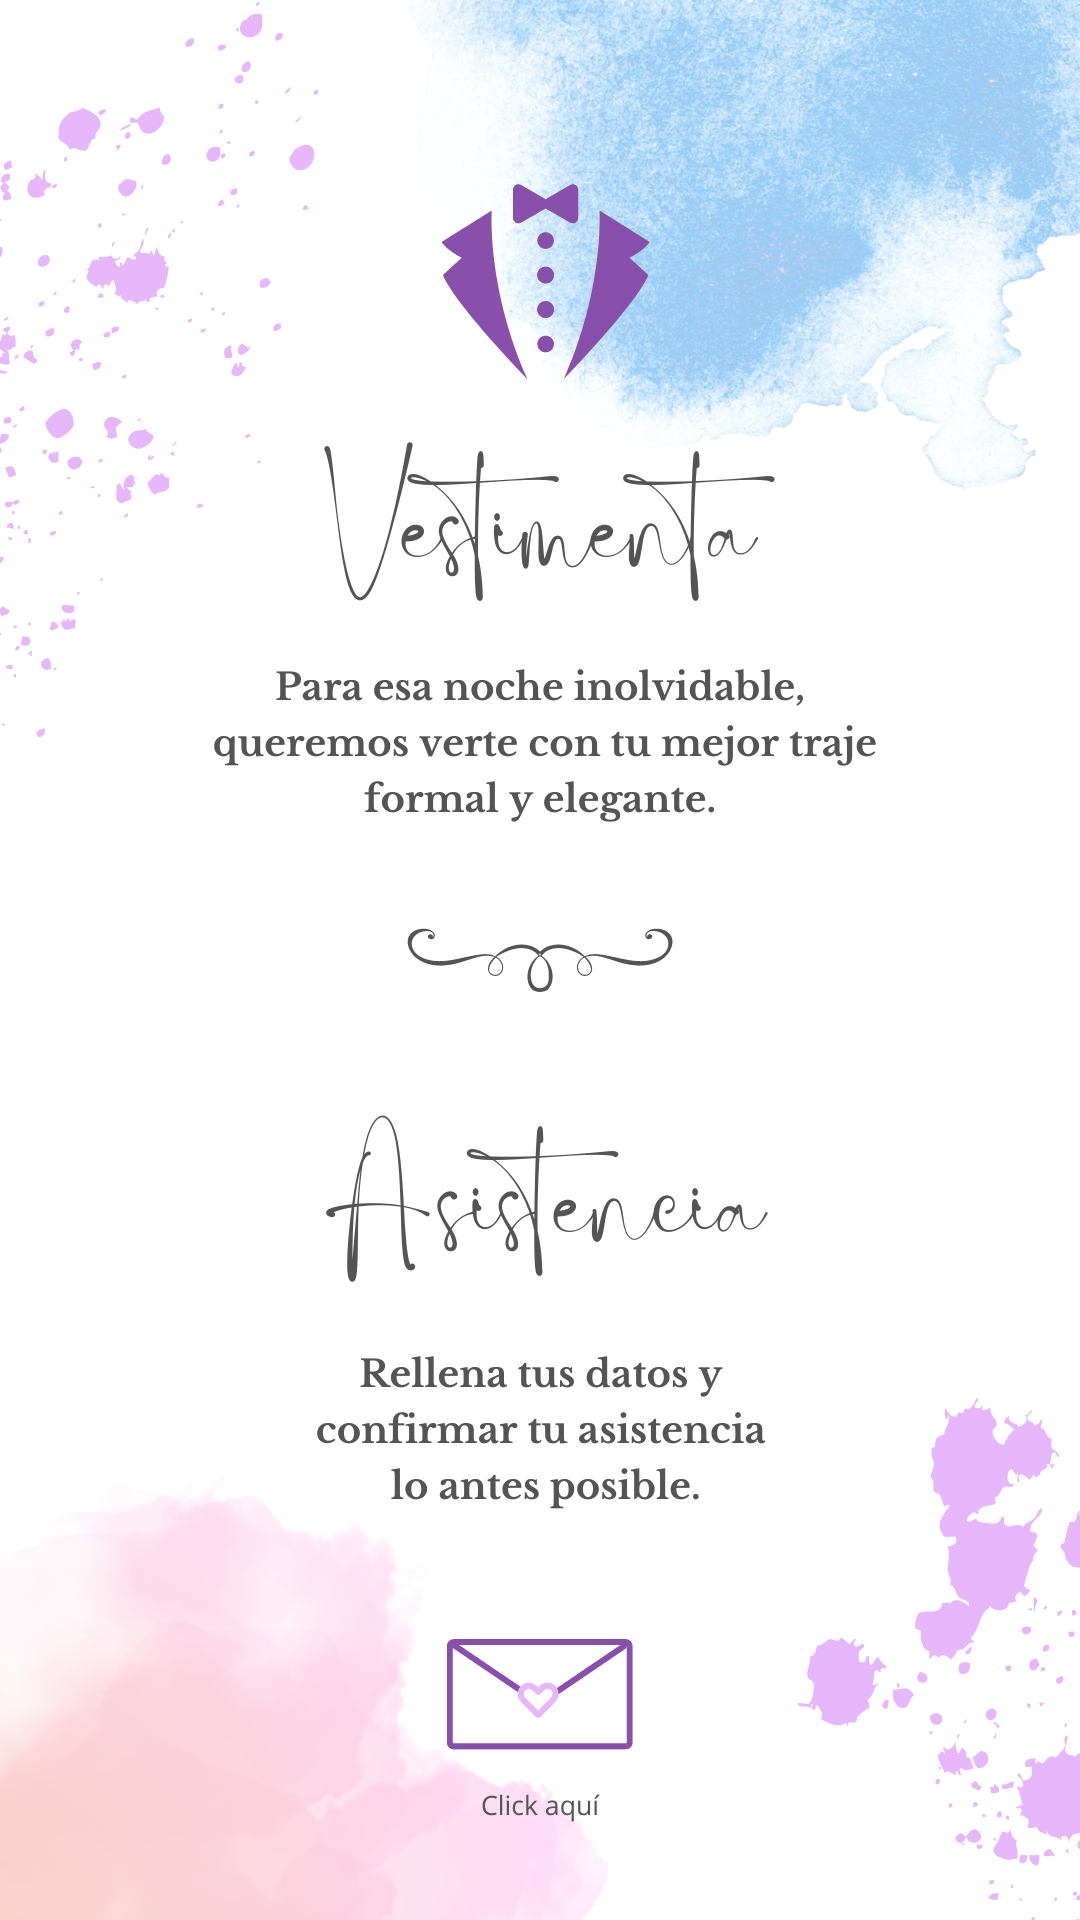 Vestimenta
Para esa noche inolvidable,
queremos verte con tu mejor traje
formal y elegante.
Asistencia
Rellena tus datos y
confirmar tu asistencia
lo antes posible.
Click aquí